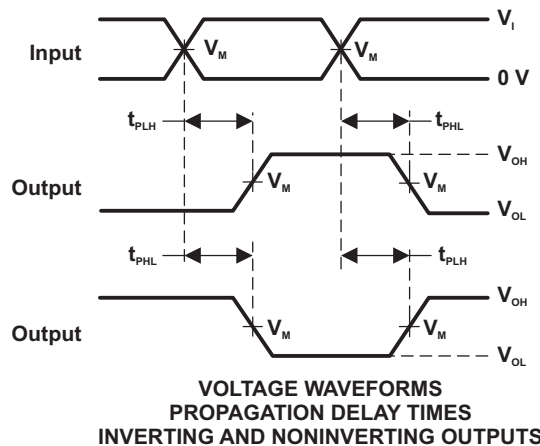 V_I
Input
V_M
V_M
0 V
t_PLH
t_PHL
V_OH
Output
V_M
V_M
V_OL
t_PHL
t_PLH
V_OH
Output
V_M
V_M
V_OL
VOLTAGE WAVEFORMS
PROPAGATION DELAY TIMES
INVERTING AND NONINVERTING OUTPUTS